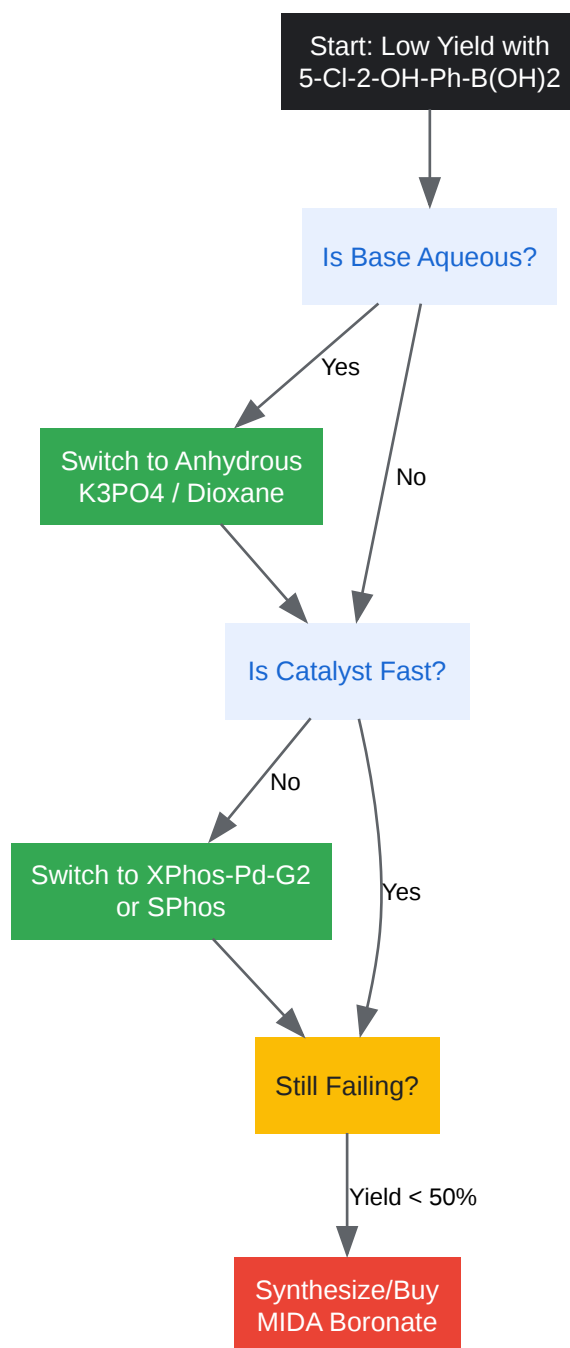 Start: Low Yield with
5-Cl-2-OH-Ph-B(OH)2
Is Base Aqueous?
Yes
Switch to Anhydrous
K3PO4 / Dioxane
No
Is Catalyst Fast?
No
Switch to XPhos-Pd-G2
or SPhos
Yes
Still Failing?
Yield < 50%
Synthesize/Buy
MIDA Boronate